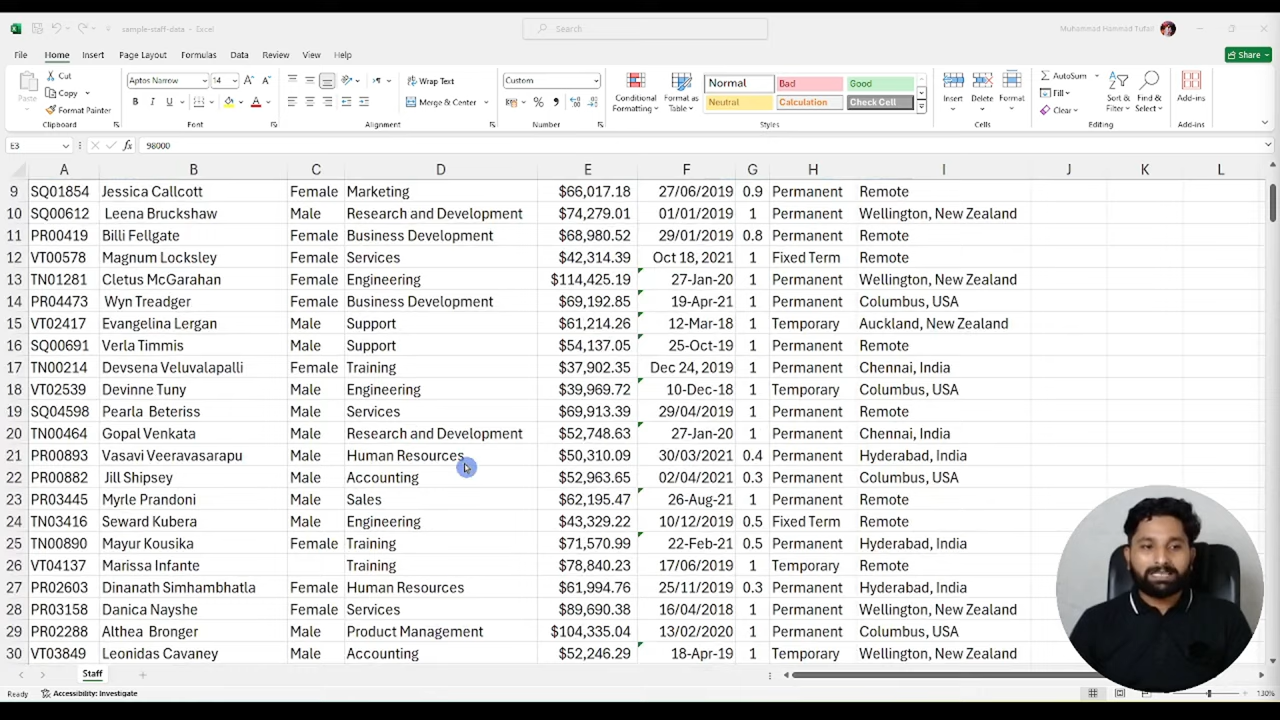 sample-staff-data - Excel
Search
Muhammad Hammad Tufail
File Home Insert Page Layout Formulas Data Review View Help
Share
Paste
Cut
Copy
Format Painter
Clipboard
Aptos Narrow 14
B I U
Font
Wrap Text
Merge & Center
Alignment
Custom
Number
Conditional Formatting
Format as Table
Normal Bad Good
Neutral Calculation Check Cell
Styles
Insert Delete Format
Cells
AutoSum
Fill
Clear
Sort & Filter
Find & Select
Editing
Add-ins
Add-ins
E3 fx 98000
A B C D E F G H I J K L
9 SQ01854 Jessica Callcott Female Marketing $66,017.18 27/06/2019 0.9 Permanent Remote
10 SQ00612 Leena Bruckshaw Male Research and Development $74,279.01 01/01/2019 1 Permanent Wellington, New Zealand
11 PR00419 Billi Fellgate Female Business Development $68,980.52 29/01/2019 0.8 Permanent Remote
12 VT00578 Magnum Locksley Female Services $42,314.39 Oct 18, 2021 1 Fixed Term Remote
13 TN01281 Cletus McGarahan Female Engineering $114,425.19 27-Jan-20 1 Permanent Wellington, New Zealand
14 PR04473 Wyn Treadger Female Business Development $69,192.85 19-Apr-21 1 Permanent Columbus, USA
15 VT02417 Evangelina Lergan Male Support $61,214.26 12-Mar-18 1 Temporary Auckland, New Zealand
16 SQ00691 Verla Timmis Male Support $54,137.05 25-Oct-19 1 Permanent Remote
17 TN00214 Devsena Veluvalapalli Female Training $37,902.35 Dec 24, 2019 1 Permanent Chennai, India
18 VT02539 Devinne Tuny Male Engineering $39,969.72 10-Dec-18 1 Temporary Columbus, USA
19 SQ04598 Pearla Beteriss Male Services $69,913.39 29/04/2019 1 Permanent Remote
20 TN00464 Gopal Venkata Male Research and Development $52,748.63 27-Jan-20 1 Permanent Chennai, India
21 PR00893 Vasavi Veeravasarapu Male Human Resources $50,310.09 30/03/2021 0.4 Permanent Hyderabad, India
22 PR00882 Jill Shipsey Male Accounting $52,963.65 02/04/2021 0.3 Permanent Columbus, USA
23 PR03445 Myrle Prandoni Male Sales $62,195.47 26-Aug-21 1 Permanent Remote
24 TN03416 Seward Kubera Male Engineering $43,329.22 10/12/2019 0.5 Fixed Term Remote
25 TN00890 Mayur Kousika Female Training $71,570.99 22-Feb-21 0.5 Permanent Hyderabad, India
26 VT04137 Marissa Infante Training $78,840.23 17/06/2019 1 Temporary Remote
27 PR02603 Dinanath Simhambhatla Female Human Resources $61,994.76 25/11/2019 0.3 Permanent Hyderabad, India
28 PR03158 Danica Nayshe Female Services $89,690.38 16/04/2018 1 Permanent Wellington, New Zealand
29 PR02288 Althea Bronger Male Product Management $104,335.04 13/02/2020 1 Permanent Columbus, USA
30 VT03849 Leonidas Cavaney Male Accounting $52,246.29 18-Apr-19 1 Temporary Wellington, New Zealand
Staff
Ready Accessibility: Investigate 130%